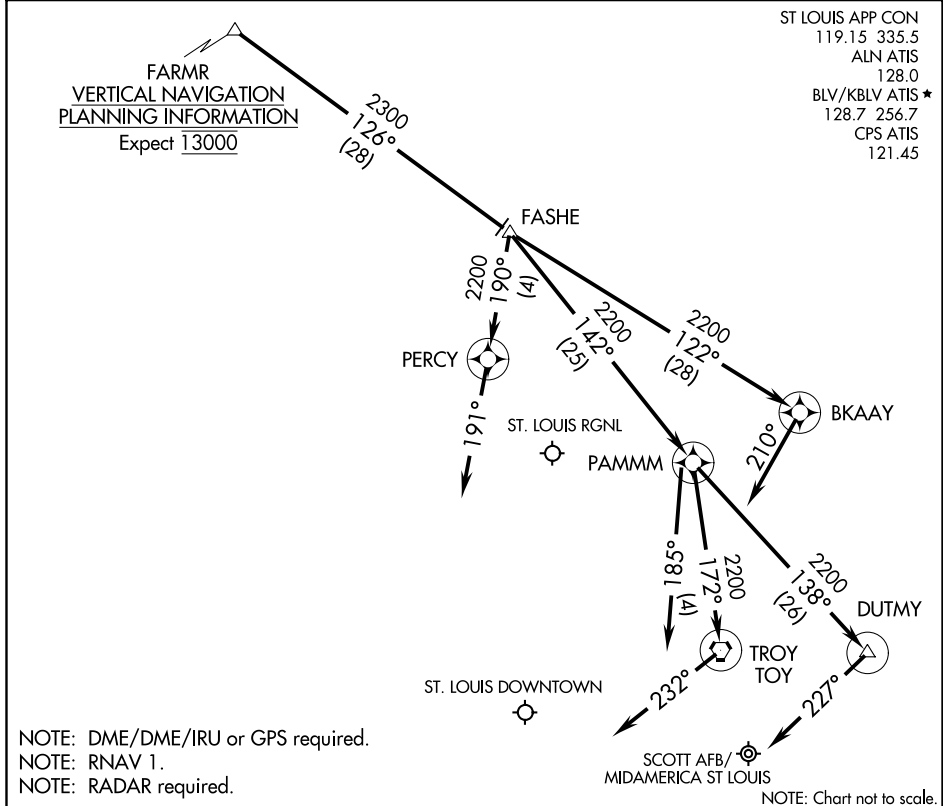 ST LOUIS APP CON
119.15 335.5
ALN ATIS
128.0
BLV/KBLV ATIS ★
128.7 256.7
CPS ATIS
121.45
FARMR
VERTICAL NAVIGATION
PLANNING INFORMATION
Expect 13000
2300
126°
(28)
FASHE
2200
190°
(4)
2200
142°
(25)
2200
122°
(28)
PERCY
191°
BKAAY
210°
ST. LOUIS RGNL
PAMMM
185°
(4)
2200
172°
2200
138°
(26)
DUTMY
TROY
TOY
232°
227°
ST. LOUIS DOWNTOWN
SCOTT AFB/
MIDAMERICA ST LOUIS
NOTE: DME/DME/IRU or GPS required.
NOTE: RNAV 1.
NOTE: RADAR required.
NOTE: Chart not to scale.